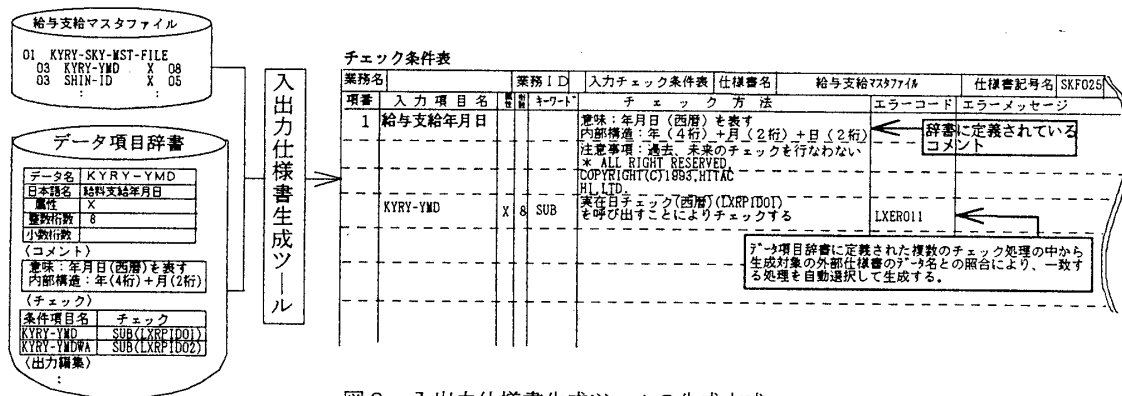 給与支給マスタファイル
01 KYRY-SKY-MST-FILE
03 KYRY-YMD X 08
03 SHIN-ID X 05
:
:
データ項目辞書
データ名 KYRY-YMD
日本語名 給料支給年月日
属性 X
整数桁数 8
小数桁数
〈コメント〉
意味：年月日(西暦)を表す
内部構造：年(4桁)＋月(2桁)
〈チェック〉
条件項目名 チェック
KYRY-YMD SUB(LXRPID01)
KYRY-YMDWA SUB(LXRPID02)
〈出力編集〉
:
入出力仕様書生成ツール
チェック条件表
業務名 業務ＩＤ 入力チェック条件表 仕様書名 給与支給マスタファイル 仕様書記号名 SKF025
項番 入力項目名 属性 桁数 キーワード チェック方法 エラーコード エラーメッセージ
1 給与支給年月日
意味：年月日（西暦）を表す
内部構造：年（４桁）＋月（２桁）＋日（２桁）
注意事項：過去、未来のチェックを行なわない
＊ ALL RIGHT RESERVED,
COPYRIGHT(C)1993,HITAC
HI,LTD.
辞書に定義されている
コメント
KYRY-YMD X 8 SUB
実在日チェック(西暦)(LXRPID01)
を呼び出すことによりチェックする
LXER011
データ項目辞書に定義された複数のチェック処理の中から
生成対象の外部仕様書のデータ名との照合により、一致す
る処理を自動選択して生成する。